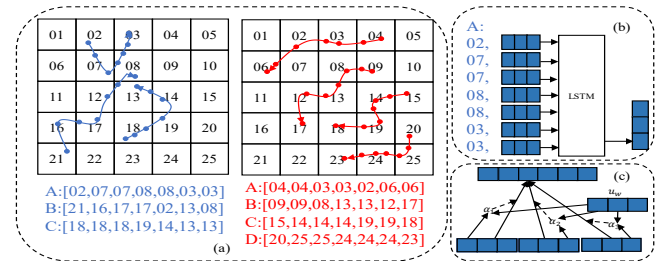 01 02 03 04 05
06 07 08 09 10
11 12 13 14 15
16 17 18 19 20
21 22 23 24 25
A:[02,07,07,08,08,03,03]
B:[21,16,17,17,02,13,08]
C:[18,18,18,19,14,13,13]
01 02 03 04 05
06 07 08 09 10
11 12 13 14 15
16 17 18 19 20
21 22 23 24 25
A:[04,04,03,03,02,06,06]
B:[09,09,08,13,13,12,17]
C:[15,14,14,14,19,19,18]
D:[20,25,25,24,24,24,23]
(a)
A:
02,
07,
07,
08,
08,
03,
03,
LSTM
(b)
(c)
u_w
α₁
α₂